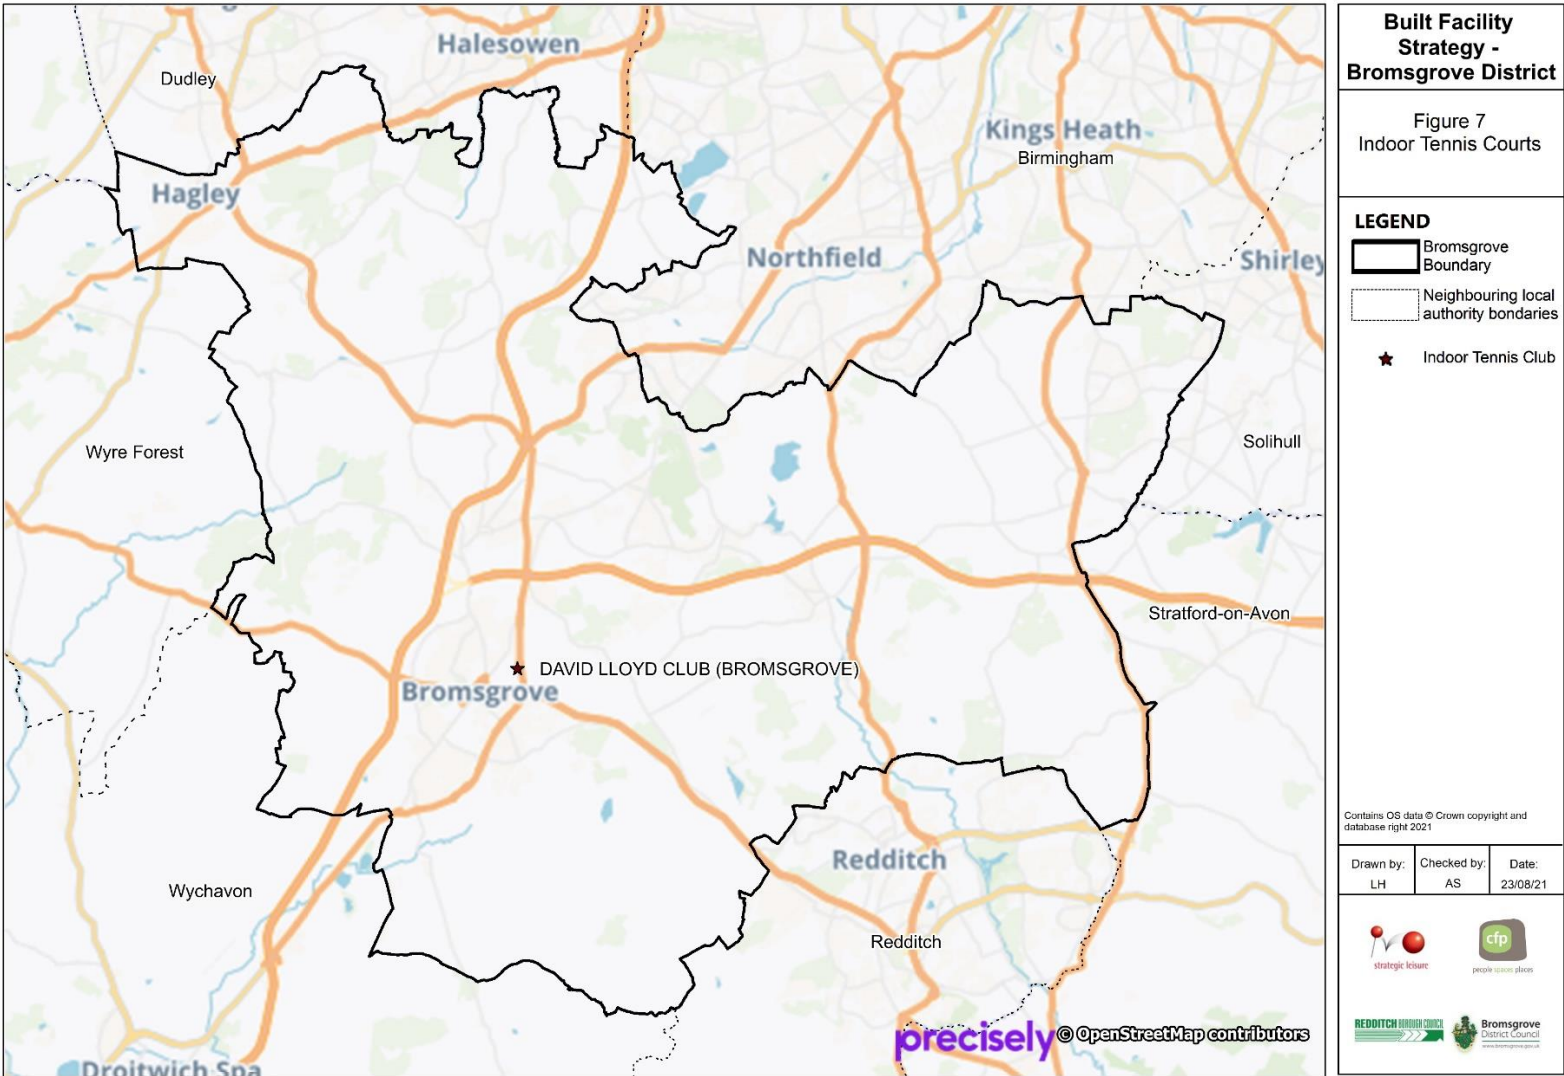 Halesowen
Dudley
Kings Heath
Birmingham
Hagley
Northfield
Shirley
Wyre Forest
Solihull
Stratford-on-Avon
DAVID LLOYD CLUB (BROMSGROVE)
Bromsgrove
Redditch
Wychavon
Redditch
Droitwich Spa
precisely © OpenStreetMap contributors
Built Facility
Strategy -
Bromsgrove District
Figure 7
Indoor Tennis Courts
LEGEND
Bromsgrove
Boundary
Neighbouring local
authority bondaries
Indoor Tennis Club
Contains OS data © Crown copyright and
database right 2021
Drawn by:
LH
Checked by:
AS
Date:
23/08/21
strategic leisure
cfp
people spaces places
REDDITCH BOROUGH COUNCIL
Bromsgrove
District Council
www.bromsgrove.gov.uk